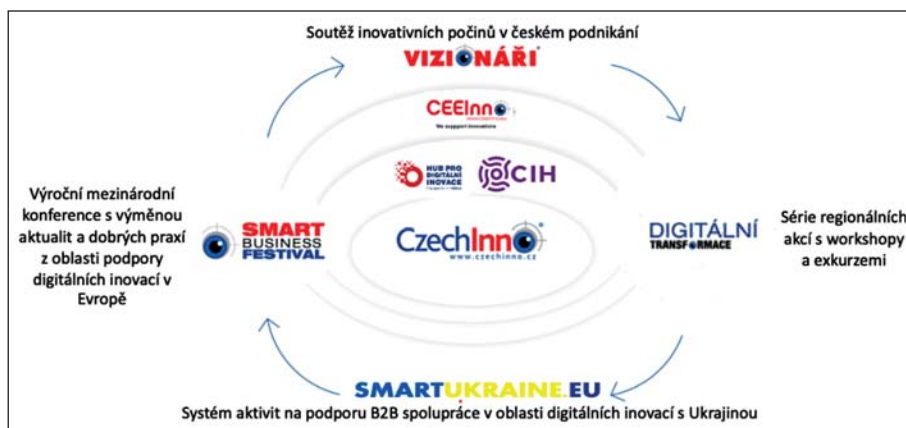 Soutěž inovativních počinů v českém podnikání
VIZIONÁŘI
CEEInno
We support innovations
HUB PRO
DIGITÁLNÍ
INOVACE
CIH
Výroční mezinárodní
konference s výměnou
aktualit a dobrých praxí
z oblasti podpory
digitálních inovací v
Evropě
SMART
BUSINESS
FESTIVAL
CzechInno
www.czechinno.cz
DIGITÁLNÍ
TRANSFORMACE
Série regionálních
akcí s workshopy
a exkurzemi
SMARTUKRAINE.EU
Systém aktivit na podporu B2B spolupráce v oblasti digitálních inovací s Ukrajinou